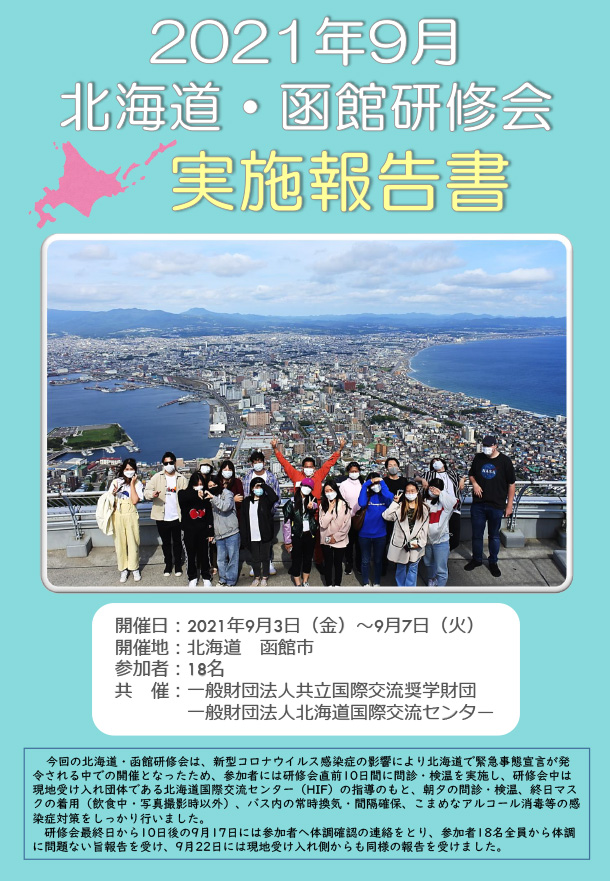 2021年9月
北海道・函館研修会
実施報告書
NASA
開催日：2021年9月3日（金）～9月7日（火）
開催地：北海道　函館市
参加者：18名
共　催：一般財団法人共立国際交流奨学財団
一般財団法人北海道国際交流センター
今回の北海道・函館研修会は、新型コロナウイルス感染症の影響により北海道で緊急事態宣言が発
令される中での開催となったため、参加者には研修会直前10日間に問診・検温を実施し、研修会中は
現地受け入れ団体である北海道国際交流センター（HIF）の指導のもと、朝夕の問診・検温、終日マス
クの着用（飲食中・写真撮影時以外）、バス内の常時換気・間隔確保、こまめなアルコール消毒等の感
染症対策をしっかり行いました。
研修会最終日から10日後の9月17日には参加者へ体調確認の連絡をとり、参加者18名全員から体調
に問題ない旨報告を受け、9月22日には現地受け入れ側からも同様の報告を受けました。